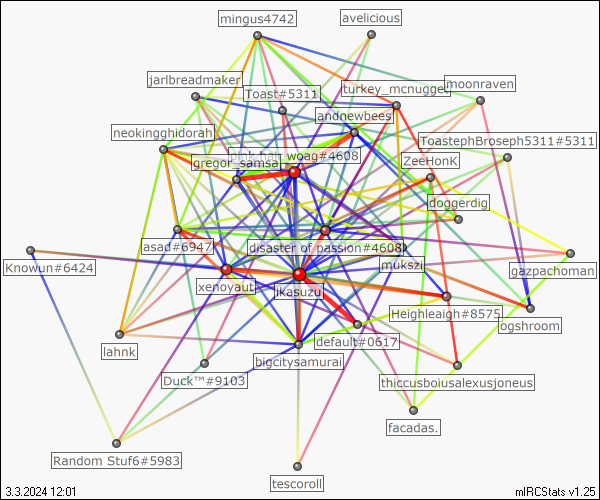 mingus4742
avelicious
jarlbreadmaker
Toast#5311
turkey_mcnugget
moonraven
neokingghidorah
andnewbees
ToastephBroseph5311#5311
gregor_samsa
woag#4608
ZeeHonK
doggerdig
asad#6947
disaster of passion#4608
Knowun#6424
mukszi
gazpachoman
xenoyaut
jkasuzu
Heighleaigh#8575
ogshroom
lahnk
default#0617
bigcitysamurai
Duck™#9103
thiccusboiusalexusjoneus
facadas.
Random Stuf6#5983
tescoroll
3.3.2024 12:01
mIRCStats v1.25